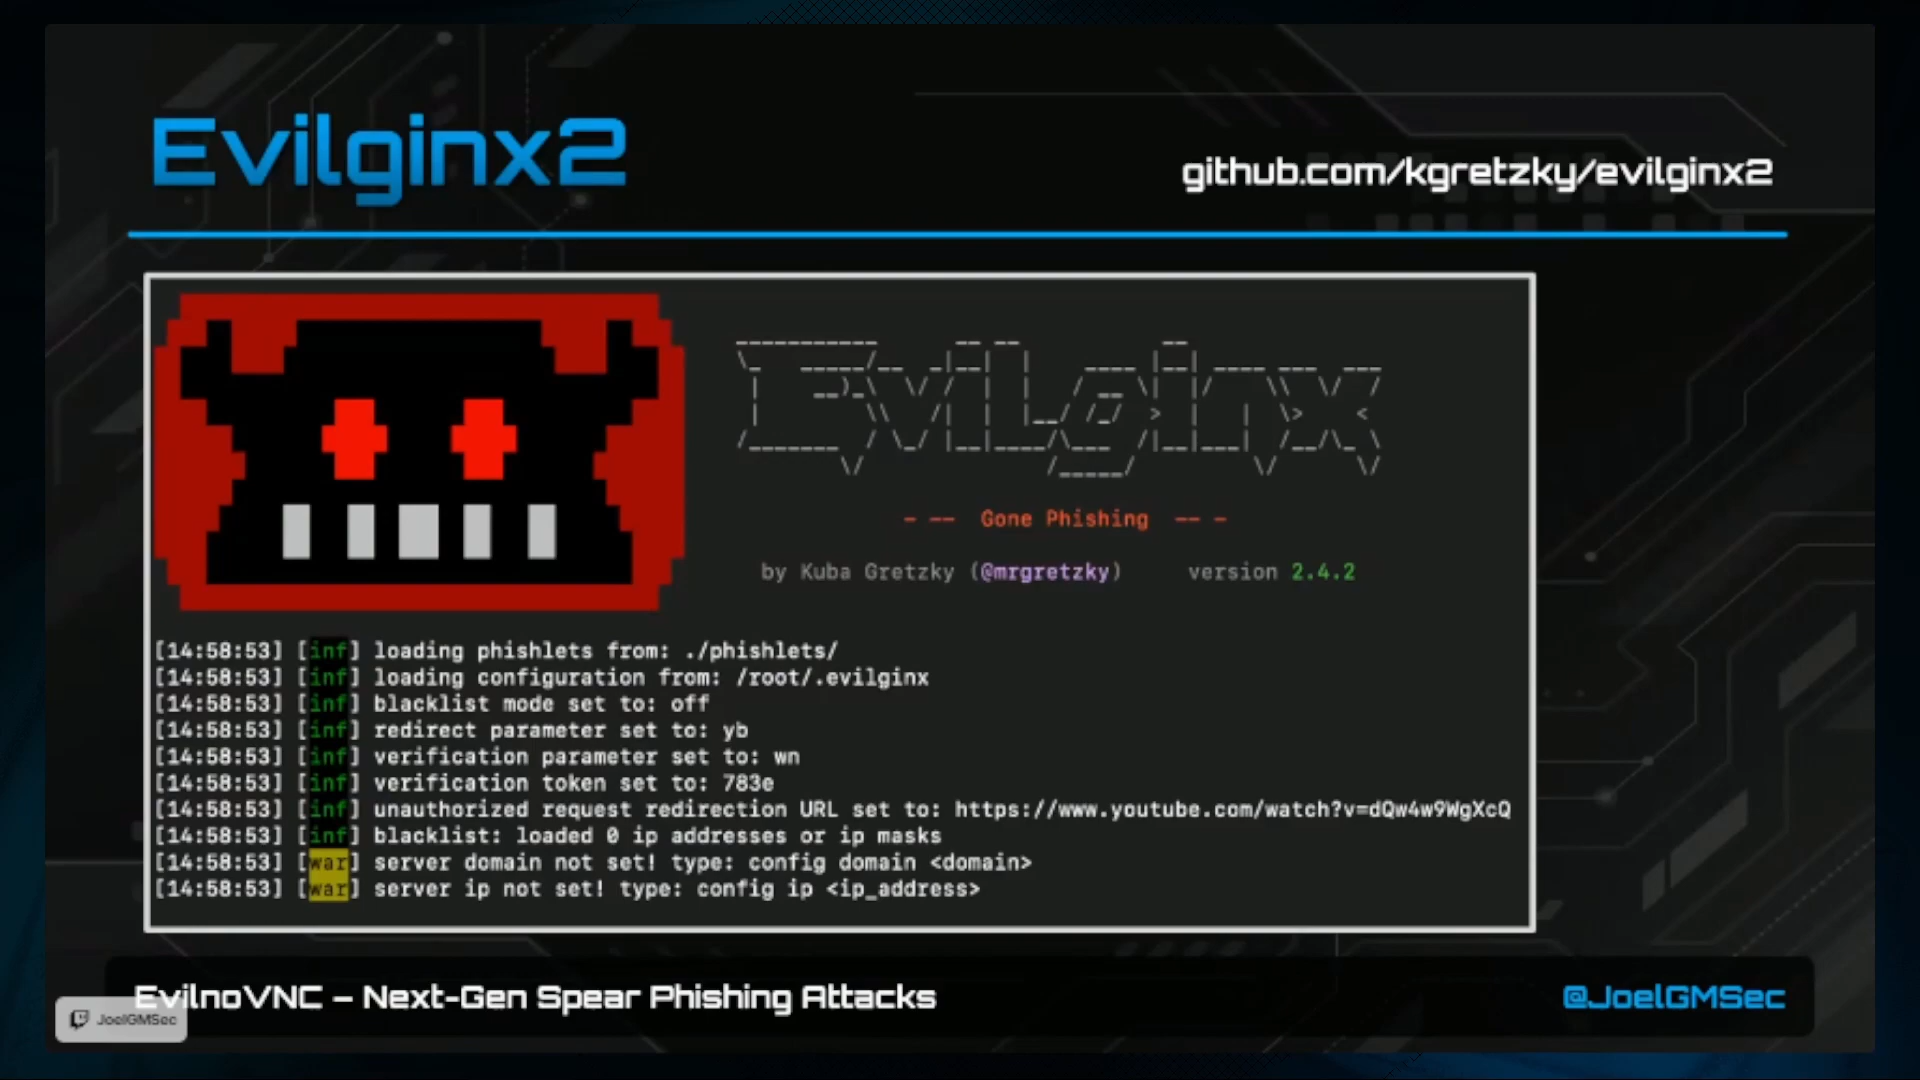 Evilginx2
github.com/kgretzky/evilginx2
Evilginx
- -- Gone Phishing -- -
by Kuba Gretzky (@mrgretzky) version 2.4.2
[14:58:53] [inf] loading phishlets from: ./phishlets/
[14:58:53] [inf] loading configuration from: /root/.evilginx
[14:58:53] [inf] blacklist mode set to: off
[14:58:53] [inf] redirect parameter set to: yb
[14:58:53] [inf] verification parameter set to: wn
[14:58:53] [inf] verification token set to: 783e
[14:58:53] [inf] unauthorized request redirection URL set to: https://www.youtube.com/watch?v=dQw4w9WgXcQ
[14:58:53] [inf] blacklist: loaded 0 ip addresses or ip masks
[14:58:53] [war] server domain not set! type: config domain <domain>
[14:58:53] [war] server ip not set! type: config ip <ip_address>
EvilnoVNC – Next-Gen Spear Phishing Attacks
@JoelGMSec
JoelGMSec